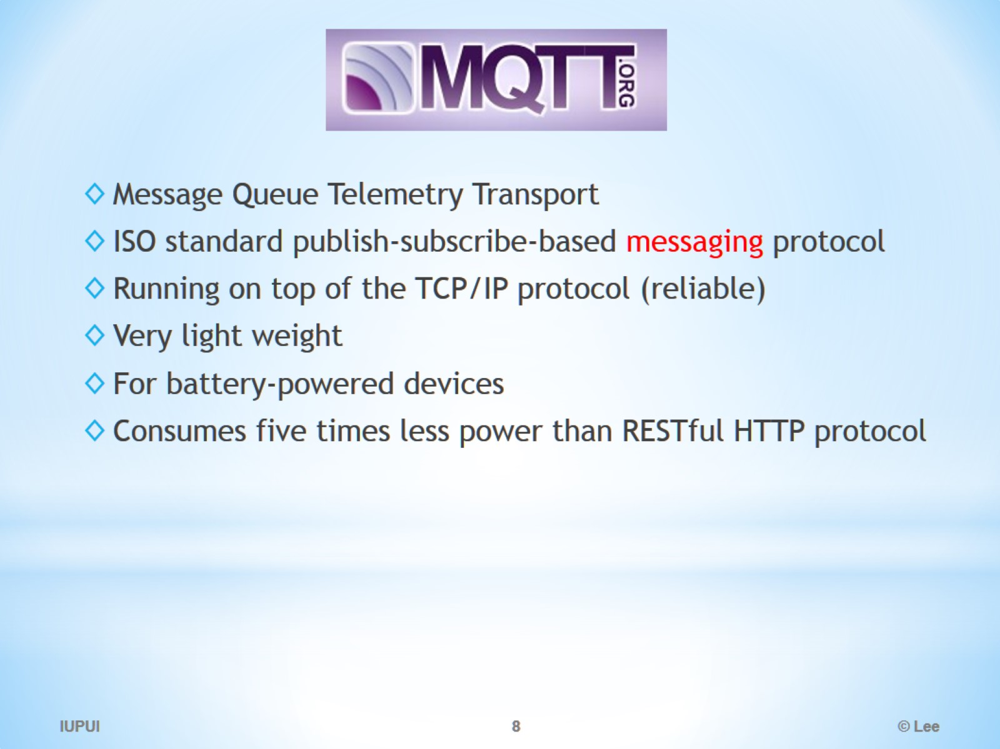 MQTT.ORG
Message Queue Telemetry Transport
ISO standard publish-subscribe-based messaging protocol
Running on top of the TCP/IP protocol (reliable)
Very light weight
For battery-powered devices
Consumes five times less power than RESTful HTTP protocol
IUPUI 8 © Lee